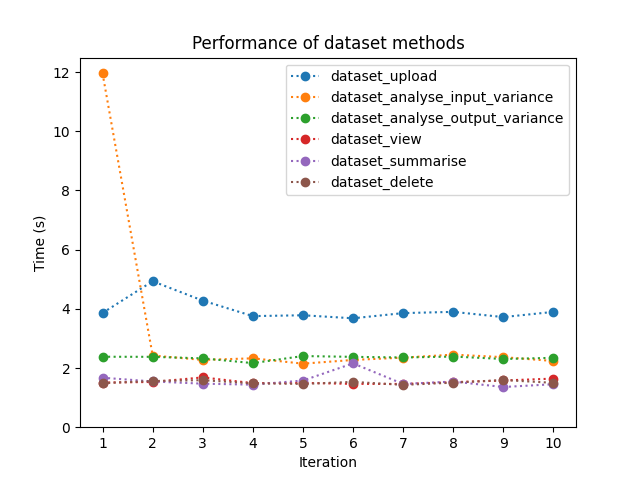 Performance of dataset methods
12
10
8
6
4
2
0
Time (s)
dataset_upload
dataset_analyse_input_variance
dataset_analyse_output_variance
dataset_view
dataset_summarise
dataset_delete
1 2 3 4 5 6 7 8 9 10
Iteration